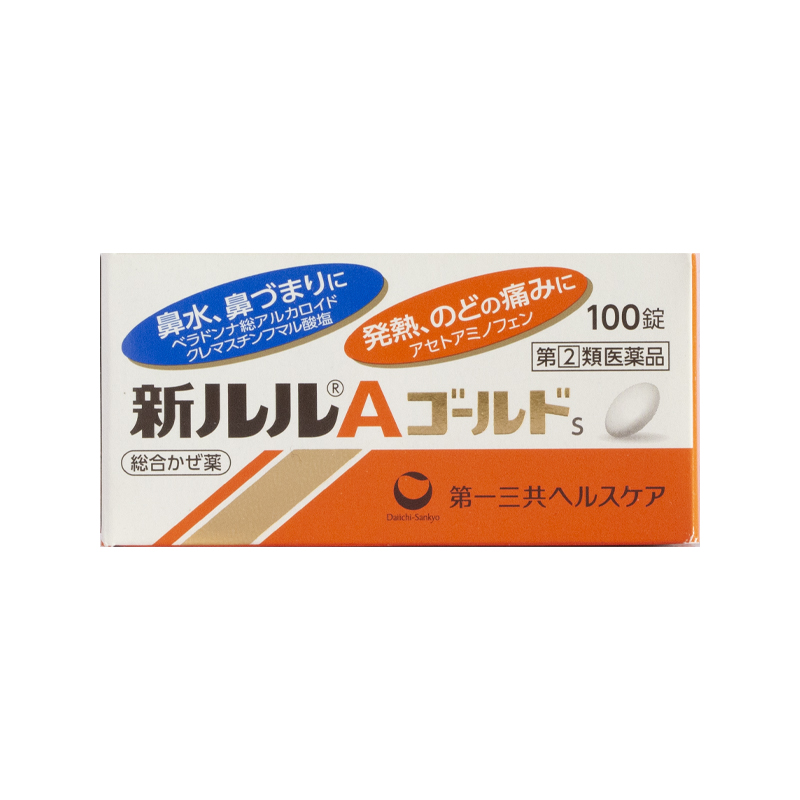 鼻水、鼻づまりに
ベラドンナ総アルカロイド
クレマスチンフマル酸塩
発熱、のどの痛みに
アセトアミノフェン
100錠
指②類医薬品
新ルル®Aゴールドs
総合かぜ薬
Daiichi-Sankyo
第一三共ヘルスケア